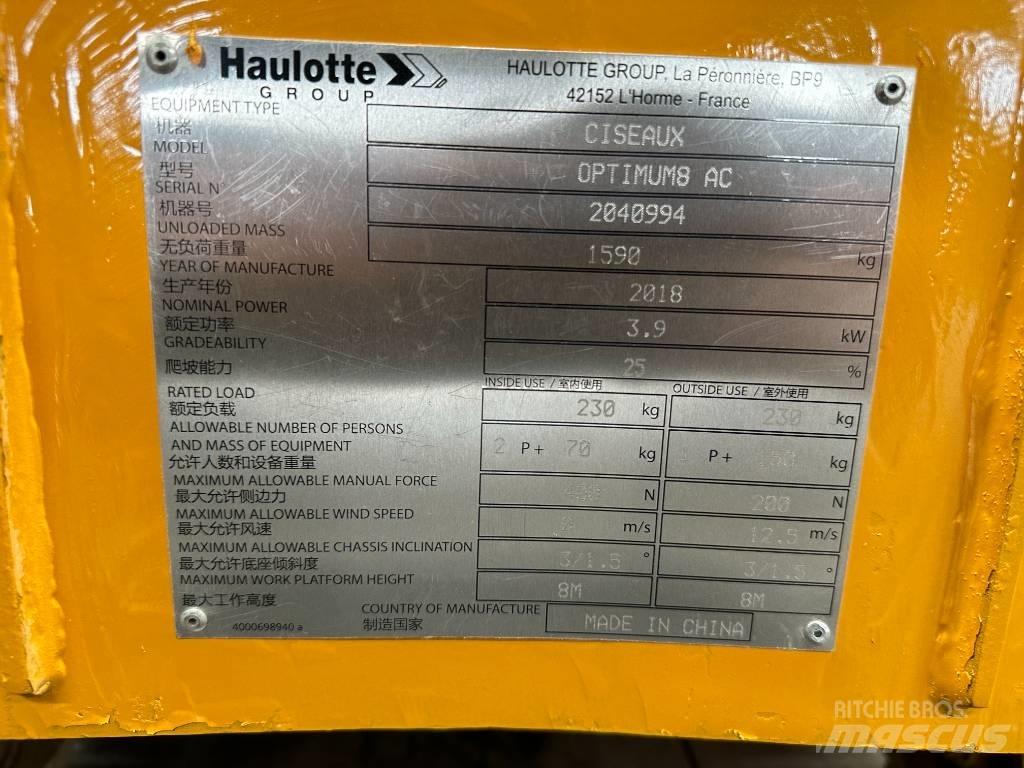 Haulotte
GROUP
HAULOTTE GROUP, La Péronnière, BP9
42152 L'Horme - France
EQUIPMENT TYPE
机器
CISEAUX
MODEL
型号
OPTIMUM8 AC
SERIAL N
机器号
2040994
UNLOADED MASS
无负荷重量
1590 kg
YEAR OF MANUFACTURE
生产年份
2018
NOMINAL POWER
额定功率
3.9 kW
GRADEABILITY
爬坡能力
25 %
INSIDE USE / 室内使用
OUTSIDE USE / 室外使用
RATED LOAD
额定负载
230 kg
230 kg
ALLOWABLE NUMBER OF PERSONS
AND MASS OF EQUIPMENT
允许人数和设备重量
2 P + 70 kg
P + kg
MAXIMUM ALLOWABLE MANUAL FORCE
最大允许侧边力
N
200 N
MAXIMUM ALLOWABLE WIND SPEED
最大允许风速
m/s
12.5 m/s
MAXIMUM ALLOWABLE CHASSIS INCLINATION
最大允许底座倾斜度
3/1.5 °
3/1.5 °
MAXIMUM WORK PLATFORM HEIGHT
最大工作高度
8M
8M
COUNTRY OF MANUFACTURE
制造国家
MADE IN CHINA
4000698940 a
RITCHIE BROS.
mascus